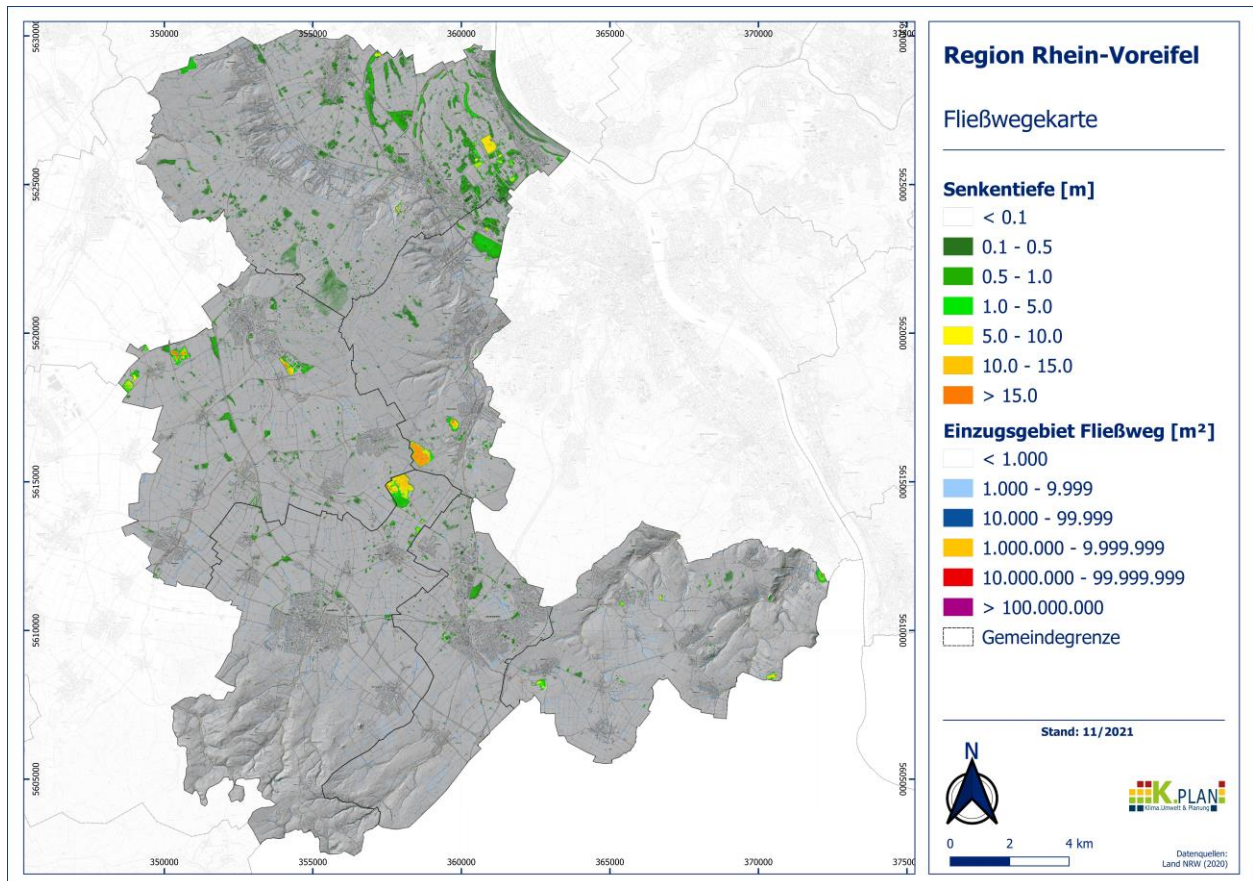 350000 355000 360000 365000 370000
5630000
5625000
5620000
5615000
5610000
5605000
5625000
5620000
5615000
5610000
5605000
350000 355000 360000 365000 370000
Region Rhein-Voreifel
Fließwegekarte
Senkentiefe [m]
< 0.1
0.1 - 0.5
0.5 - 1.0
1.0 - 5.0
5.0 - 10.0
10.0 - 15.0
> 15.0
Einzugsgebiet Fließweg [m²]
< 1.000
1.000 - 9.999
10.000 - 99.999
1.000.000 - 9.999.999
10.000.000 - 99.999.999
> 100.000.000
Gemeindegrenze
Stand: 11/2021
N
K.PLAN
Klima.Umwelt & Planung
0 2 4 km
Datenquellen:
Land NRW (2020)